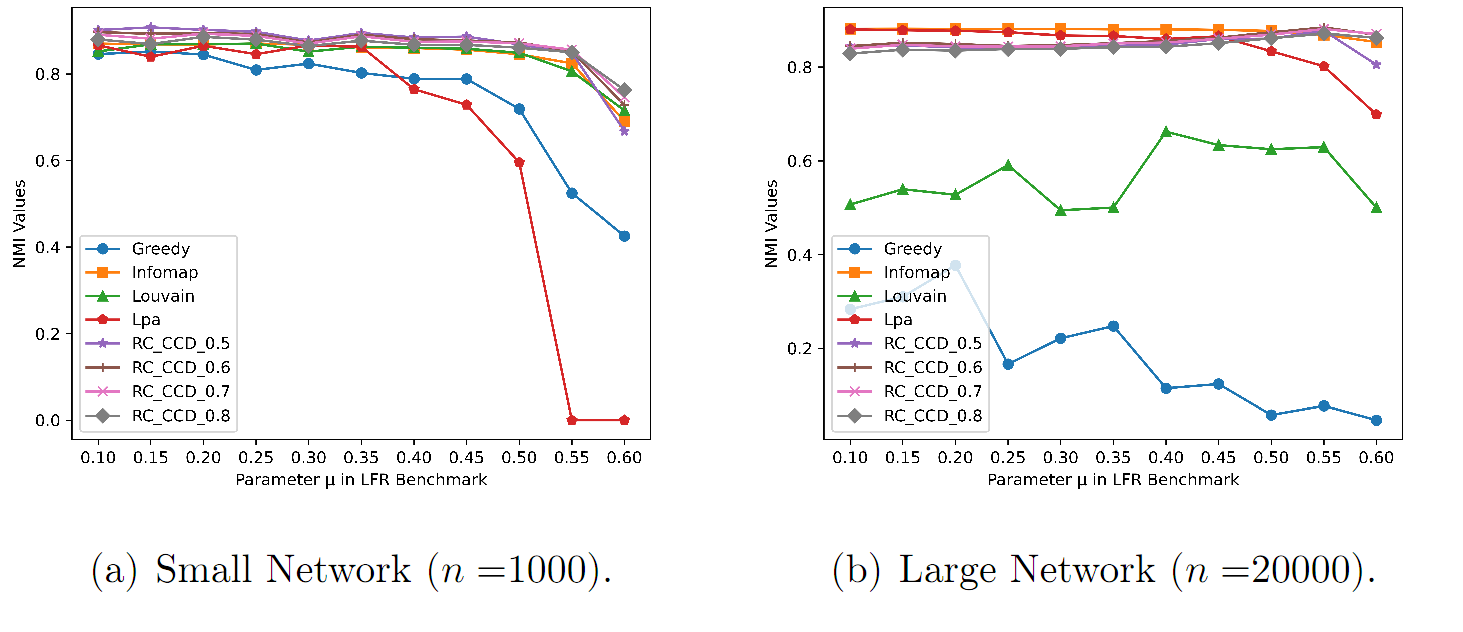 0.8
0.6
0.4
0.2
0.0
NMI Values
Greedy
Infomap
Louvain
Lpa
RC_CCD_0.5
RC_CCD_0.6
RC_CCD_0.7
RC_CCD_0.8
0.10 0.15 0.20 0.25 0.30 0.35 0.40 0.45 0.50 0.55 0.60
Parameter μ in LFR Benchmark
(a) Small Network (n =1000).
0.8
0.6
0.4
0.2
NMI Values
Greedy
Infomap
Louvain
Lpa
RC_CCD_0.5
RC_CCD_0.6
RC_CCD_0.7
RC_CCD_0.8
0.10 0.15 0.20 0.25 0.30 0.35 0.40 0.45 0.50 0.55 0.60
Parameter μ in LFR Benchmark
(b) Large Network (n =20000).